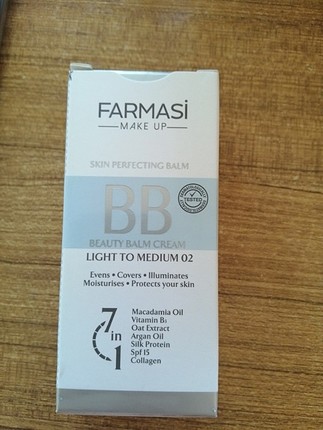 FARMASi
MAKE UP
SKIN PERFECTING BALM
BB
TESTED
BEAUTY BALM CREAM
LIGHT TO MEDIUM 02
Evens • Covers • Illuminates
Moisturises • Protects your skin
7 in 1
Macadamia Oil
Vitamin B₅
Oat Extract
Argan Oil
Silk Protein
Spf 15
Collagen